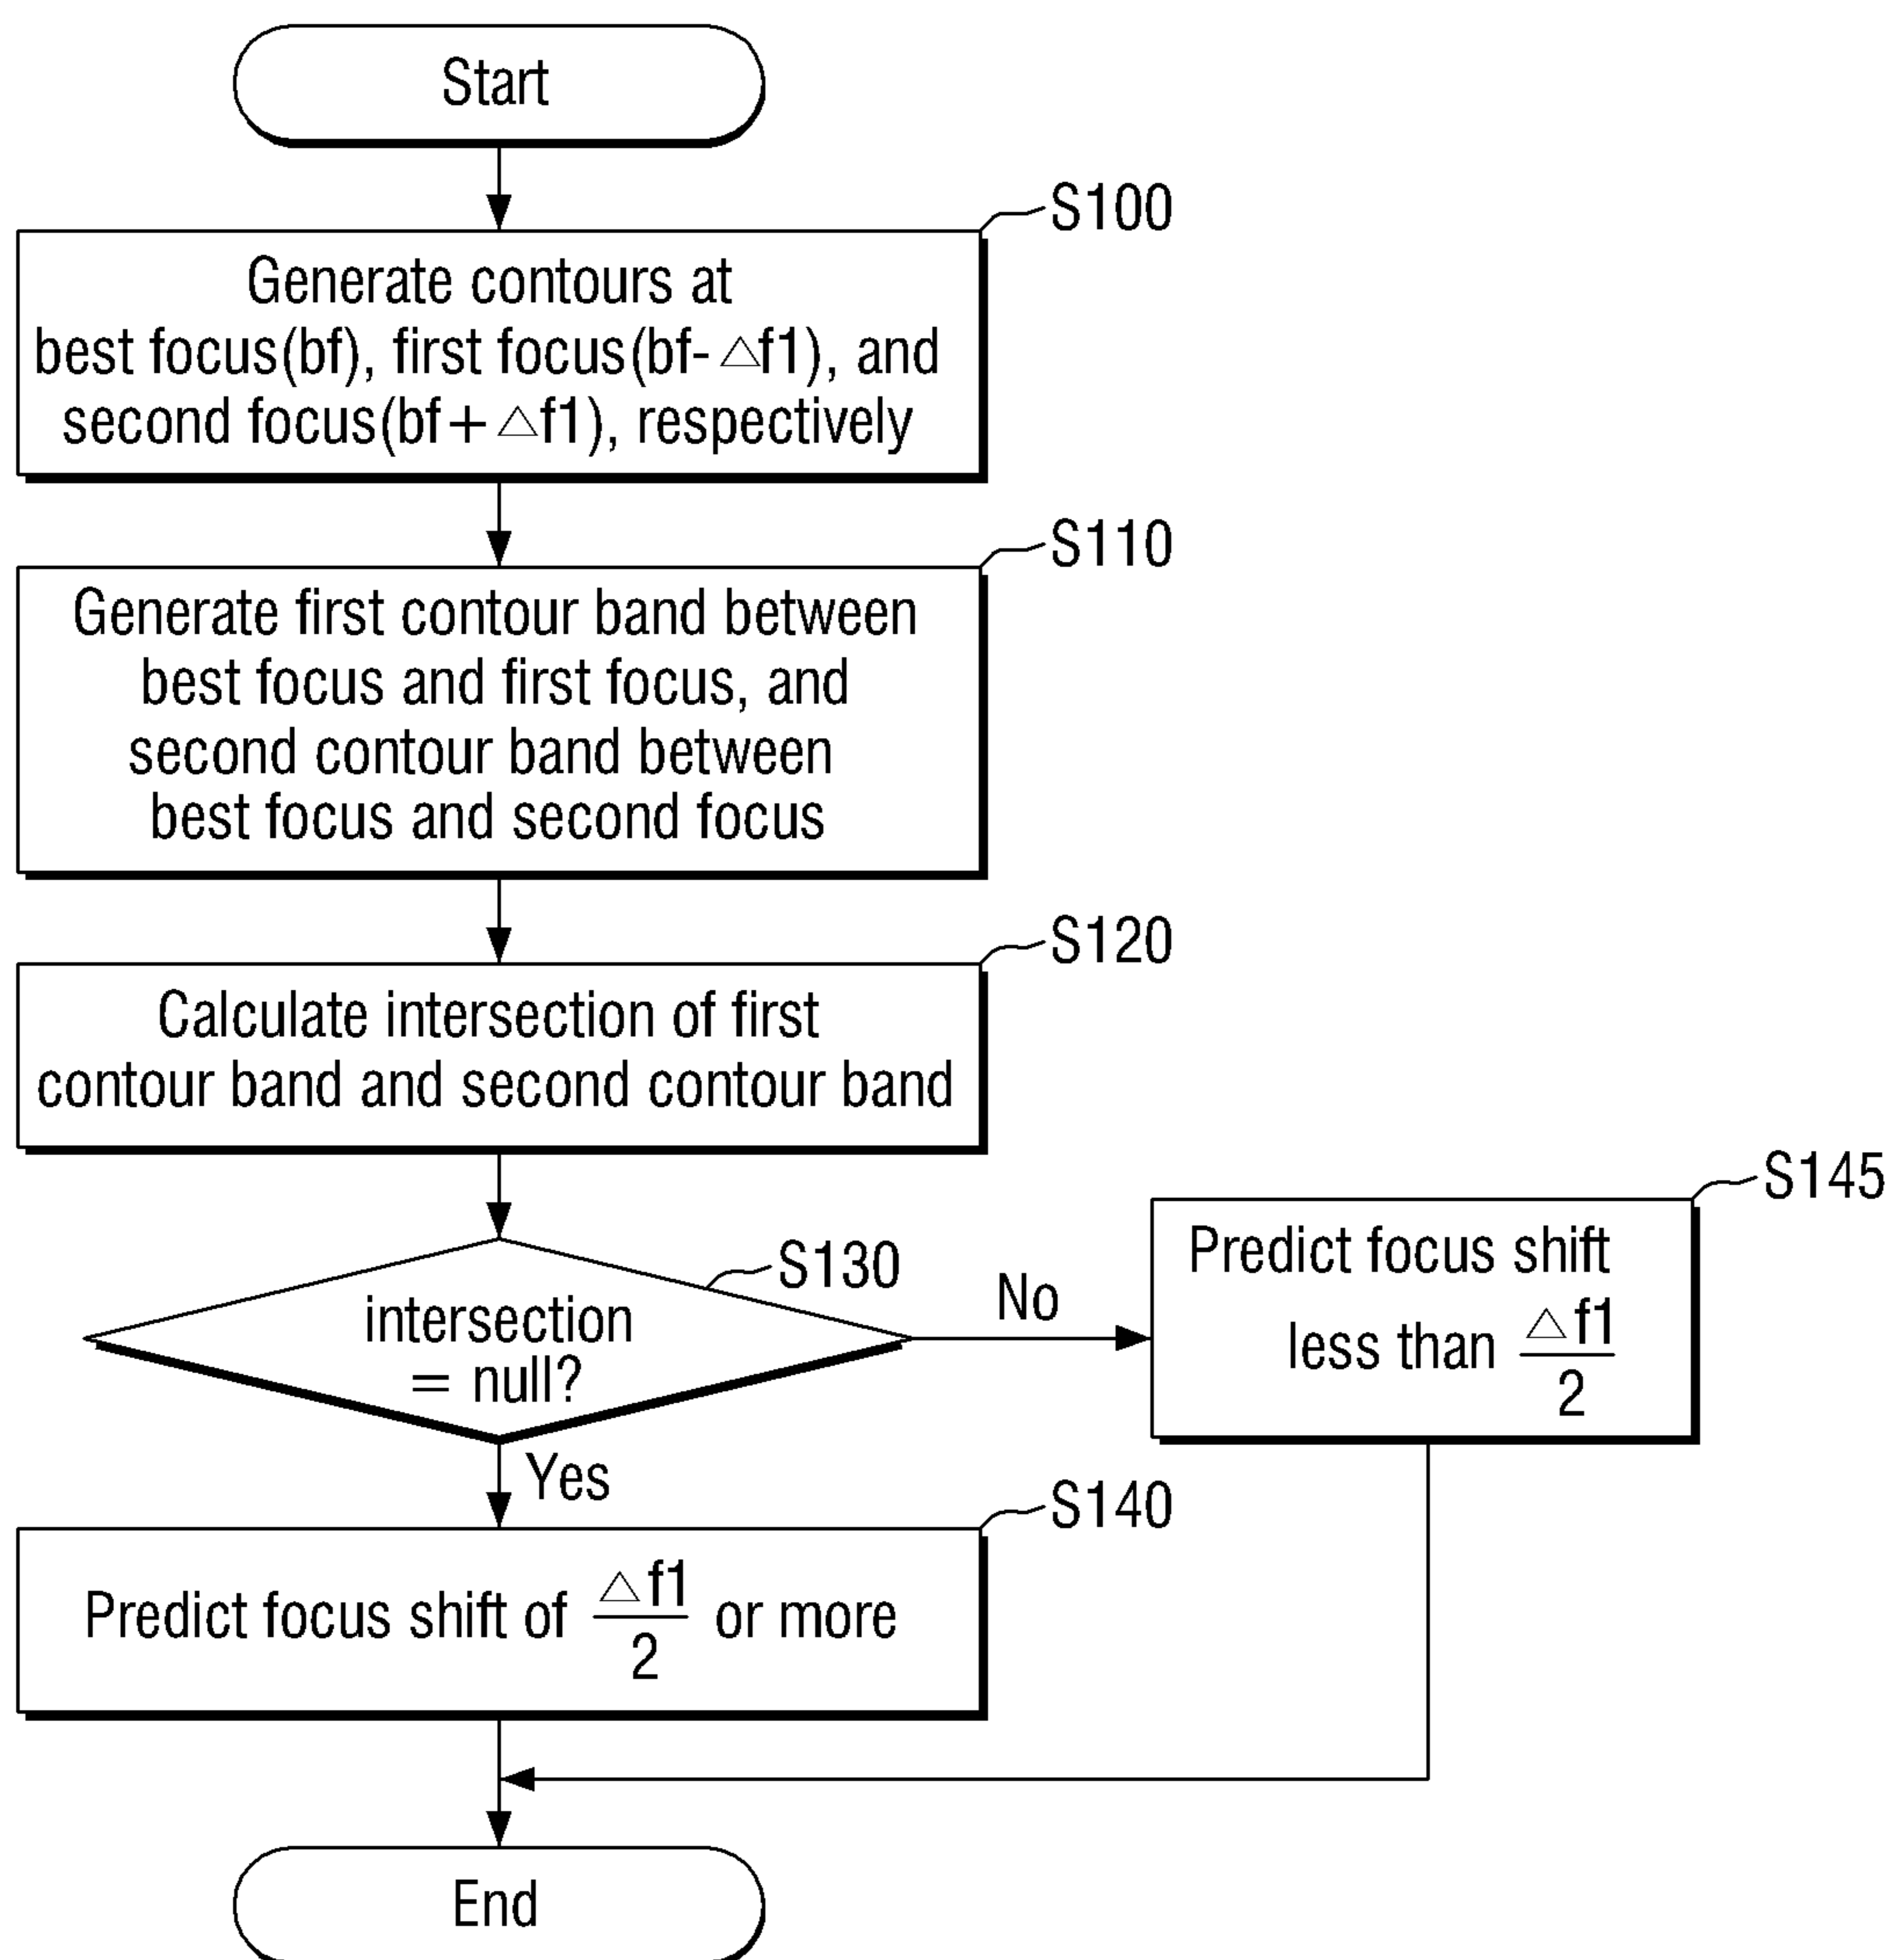 Start
S100
Generate contours at
best focus(bf), first focus(bf- △f1), and
second focus(bf+ △f1), respectively
S110
Generate first contour band between
best focus and first focus, and
second contour band between
best focus and second focus
S120
Calculate intersection of first
contour band and second contour band
S130
intersection
= null?
No
S145
Predict focus shift
less than △f1/2
Yes
S140
Predict focus shift of △f1/2 or more
End